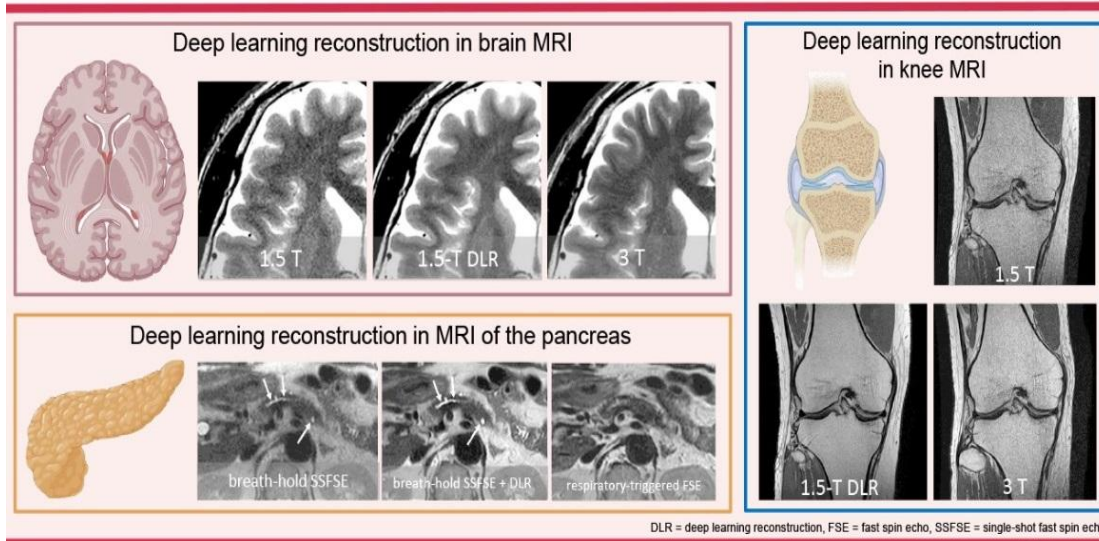 Deep learning reconstruction in brain MRI
1.5 T
1.5-T DLR
3 T
Deep learning reconstruction in MRI of the pancreas
breath-hold SSFSE
breath-hold SSFSE + DLR
respiratory-triggered FSE
Deep learning reconstruction
in knee MRI
1.5 T
1.5-T DLR
3 T
DLR = deep learning reconstruction, FSE = fast spin echo, SSFSE = single-shot fast spin ech